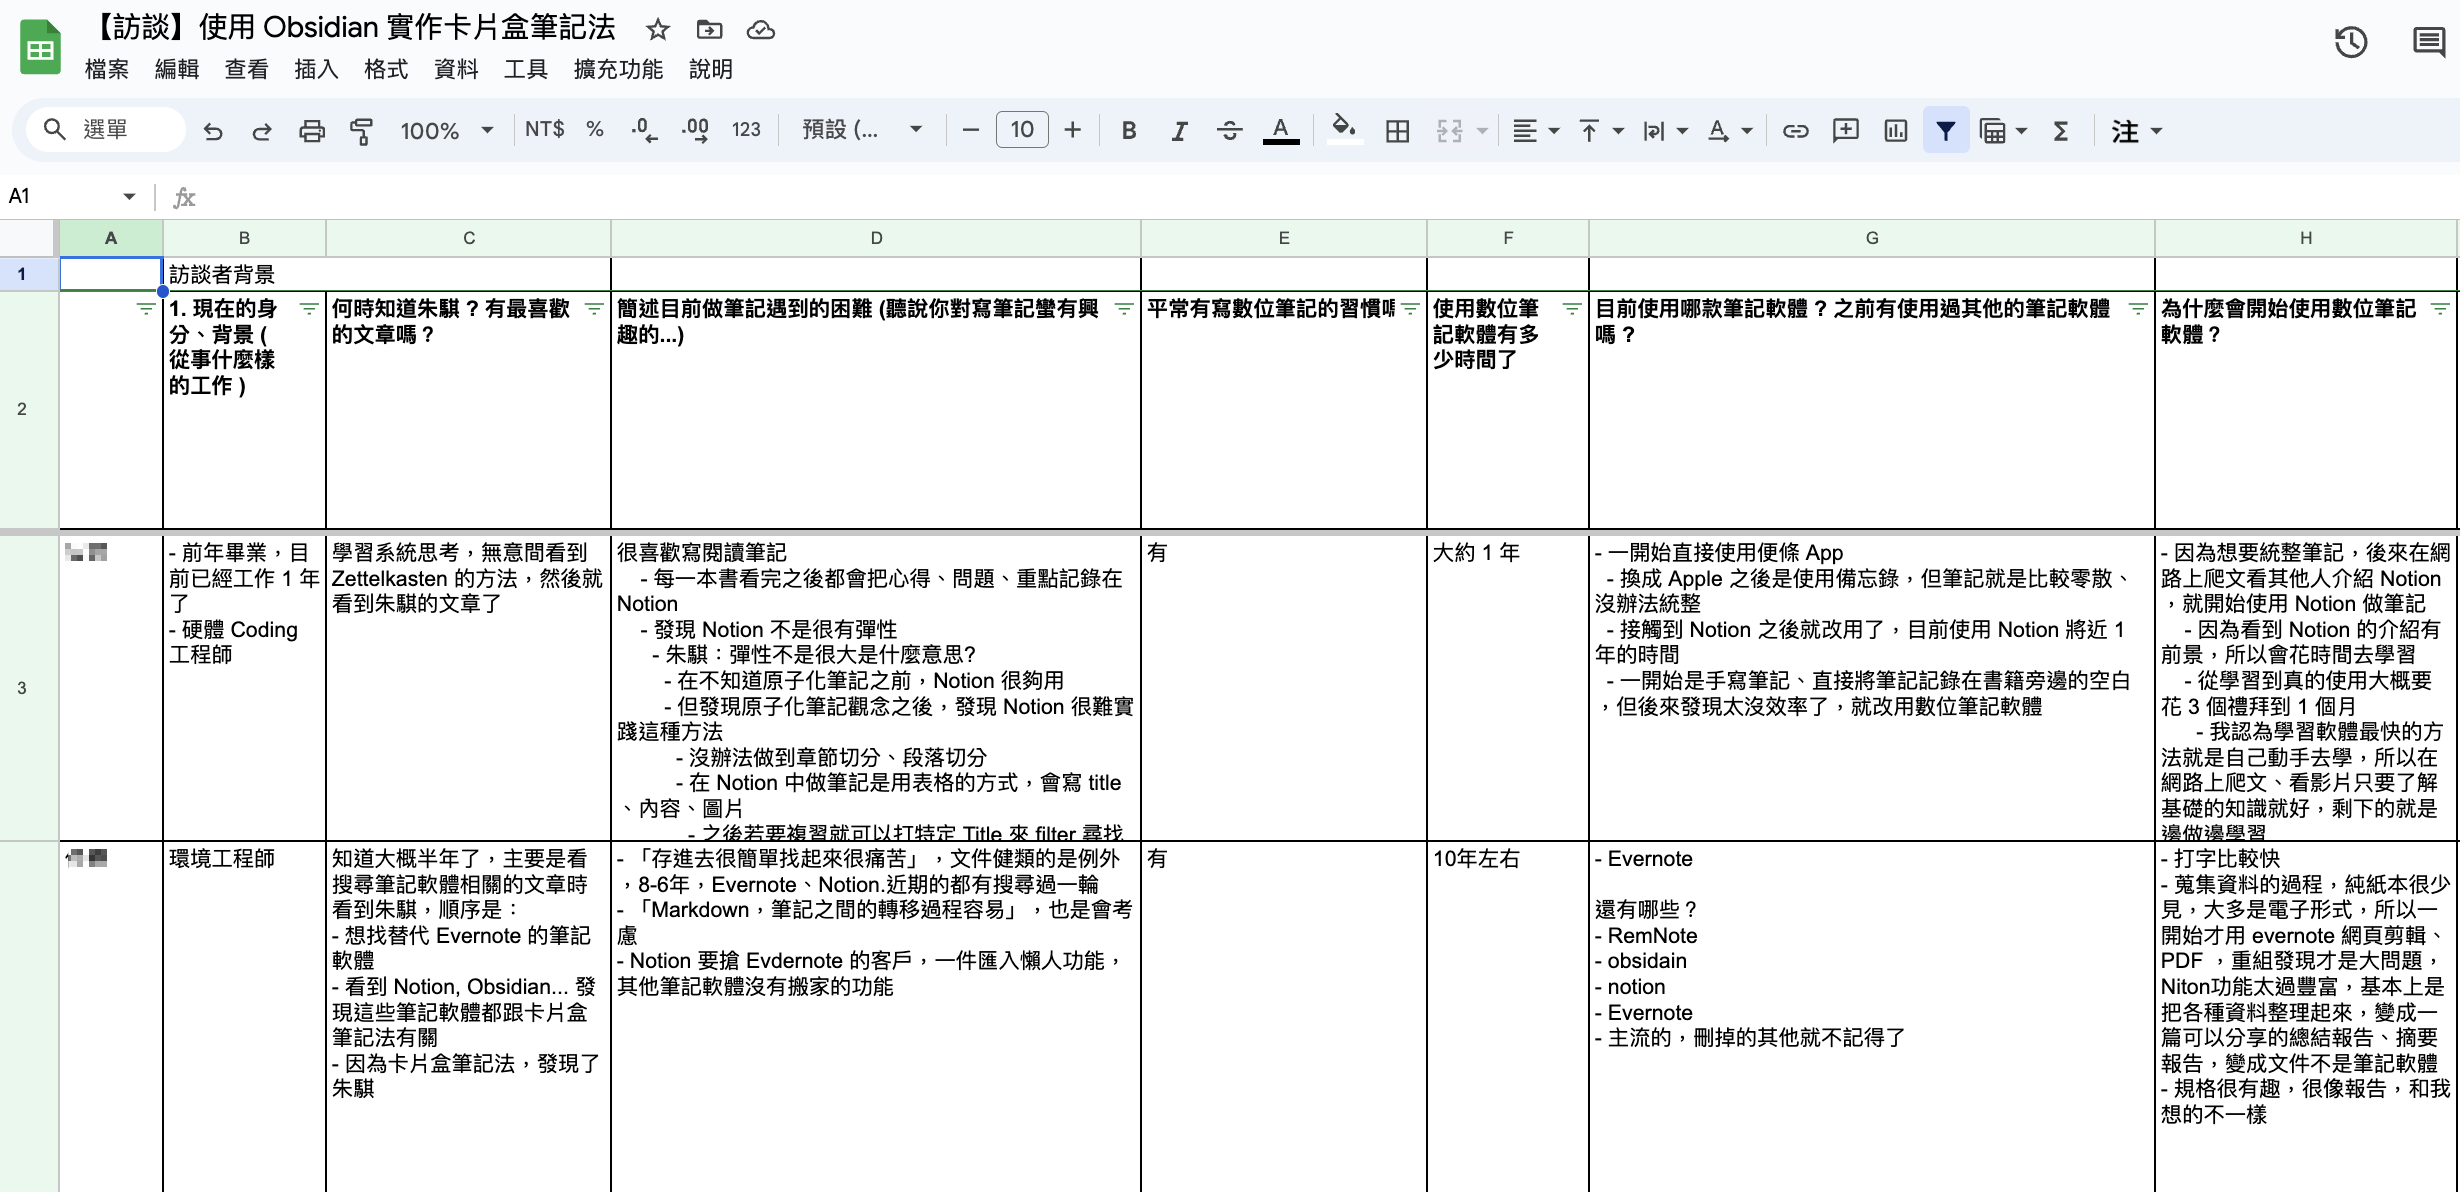 【訪談】使用 Obsidian 實作卡片盒筆記法
檔案 編輯 查看 插入 格式 資料 工具 擴充功能 說明
選單 100% NT$ % .0 .00 123 預設 (... 10 B I A 注
A1 fx
A B C D E F G H
1
訪談者背景
2
1. 現在的身
分、背景 (
從事什麼樣
的工作 )
何時知道朱騏？有最喜歡
的文章嗎？
簡述目前做筆記遇到的困難 (聽說你對寫筆記蠻有興
趣的...)
平常有寫數位筆記的習慣
使用數位筆
記軟體有多
少時間了
目前使用哪款筆記軟體？之前有使用過其他的筆記軟體
嗎？
為什麼會開始使用數位筆記
軟體？
3
- 前年畢業，目
前已經工作 1 年
了
- 硬體 Coding
工程師
學習系統思考，無意間看到
Zettelkasten 的方法，然後就
看到朱騏的文章了
很喜歡寫閱讀筆記
- 每一本書看完之後都會把心得、問題、重點記錄在
Notion
- 發現 Notion 不是很有彈性
- 朱騏：彈性不是很大是什麼意思?
- 在不知道原子化筆記之前，Notion 很夠用
- 但發現原子化筆記觀念之後，發現 Notion 很難實
踐這種方法
- 沒辦法做到章節切分、段落切分
- 在 Notion 中做筆記是用表格的方式，會寫 title
、內容、圖片
- 之後若要複習就可以打特定 Title 來 filter 尋找
有
大約 1 年
- 一開始直接使用便條 App
- 換成 Apple 之後是使用備忘錄，但筆記就是比較零散、
沒辦法統整
- 接觸到 Notion 之後就改用了，目前使用 Notion 將近 1
年的時間
- 一開始是手寫筆記、直接將筆記記錄在書籍旁邊的空白
，但後來發現太沒效率了，就改用數位筆記軟體
- 因為想要統整筆記，後來在網
路上爬文看其他人介紹 Notion
，就開始使用 Notion 做筆記
- 因為看到 Notion 的介紹有
前景，所以會花時間去學習
- 從學習到真的使用大概要
花 3 個禮拜到 1 個月
- 我認為學習軟體最快的方
法就是自己動手去學，所以在
網路上爬文、看影片只要了解
基礎的知識就好，剩下的就是
邊做邊學習
環境工程師
知道大概半年了，主要是看
搜尋筆記軟體相關的文章時
看到朱騏，順序是：
- 想找替代 Evernote 的筆記
軟體
- 看到 Notion, Obsidian... 發
現這些筆記軟體都跟卡片盒
筆記法有關
- 因為卡片盒筆記法，發現了
朱騏
- 「存進去很簡單找起來很痛苦」，文件健類的是例外
，8-6年，Evernote、Notion.近期的都有搜尋過一輪
- 「Markdown，筆記之間的轉移過程容易」，也是會考
慮
- Notion 要搶 Evdernote 的客戶，一件匯入懶人功能，
其他筆記軟體沒有搬家的功能
有
10年左右
- Evernote
還有哪些？
- RemNote
- obsidain
- notion
- Evernote
- 主流的，刪掉的其他就不記得了
- 打字比較快
- 蒐集資料的過程，純紙本很少
見，大多是電子形式，所以一
開始才用 evernote 網頁剪輯、
PDF ，重組發現才是大問題，
Niton功能太過豐富，基本上是
把各種資料整理起來，變成一
篇可以分享的總結報告、摘要
報告，變成文件不是筆記軟體
- 規格很有趣，很像報告，和我
想的不一樣